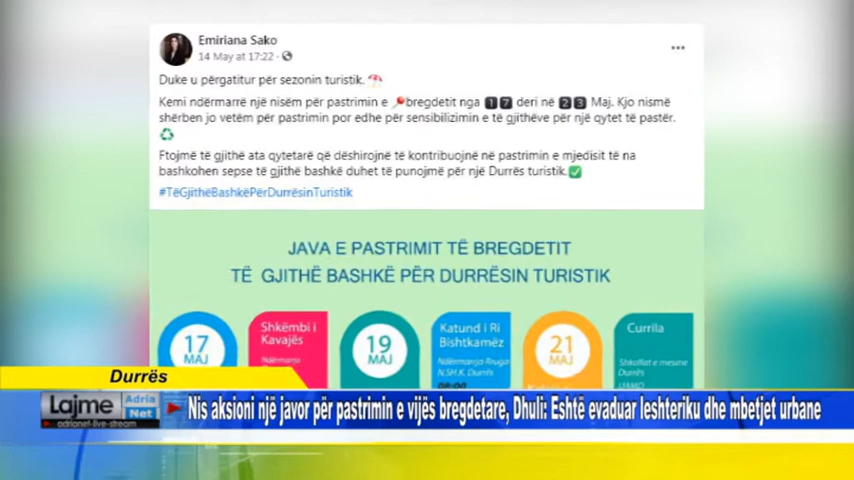 Emiriana Sako
14 May at 17:22 ·
Duke u përgatitur për sezonin turistik.
Kemi ndërmarrë një nisëm për pastrimin e bregdetit nga 17 deri në 23 Maj. Kjo nismë
shërben jo vetëm për pastrimin por edhe për sensibilizimin e të gjithëve për një qytet të pastër.
Ftojmë të gjithë ata qytetarë që dëshirojnë të kontribuojnë në pastrimin e mjedisit të na
bashkohen sepse të gjithë bashkë duhet të punojmë për një Durrës turistik.
#TëGjithëBashkëPërDurrësinTuristik
JAVA E PASTRIMIT TË BREGDETIT
TË GJITHË BASHKË PËR DURRËSIN TURISTIK
17
MAJ
Shkëmbi i
Kavajës
Ndërmarrja
19
MAJ
Katund i Ri
Bishtkamëz
Ndërmarrja Rruga
N.SH.K. Durrës
08:00
21
MAJ
Currila
Shkollat e mesme
Durrës
UAMD
Durrës
Lajme
Adria
Net
adrianet-live-stream
Nis aksioni një javor për pastrimin e vijës bregdetare, Dhuli: Eshtë evaduar leshteriku dhe mbetjet urbane